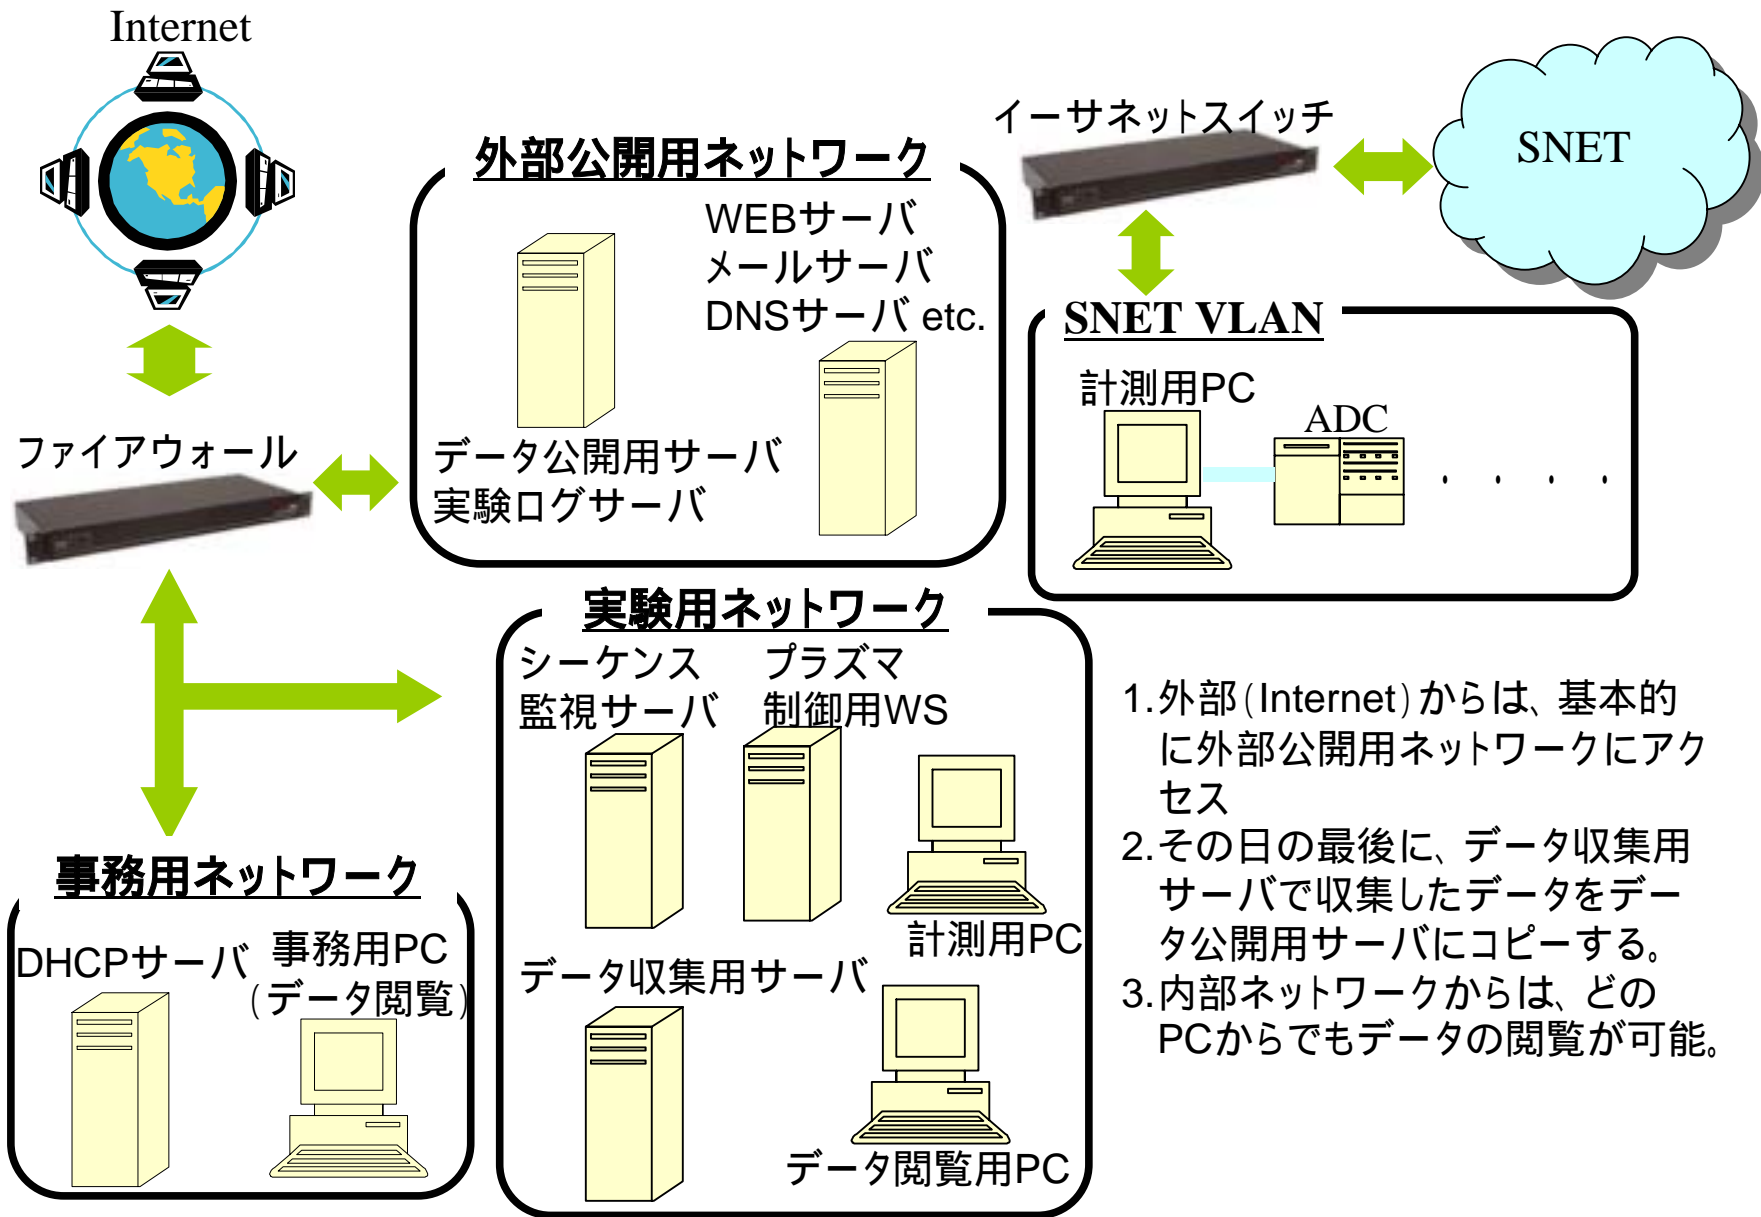 Internet
イーサネットスイッチ
SNET
外部公開用ネットワーク
WEBサーバ
メールサーバ
DNSサーバ etc.
SNET VLAN
計測用PC
ADC
・・・・
ファイアウォール
データ公開用サーバ
実験ログサーバ
実験用ネットワーク
シーケンス
監視サーバ
プラズマ
制御用WS
計測用PC
データ収集用サーバ
データ閲覧用PC
事務用ネットワーク
DHCPサーバ
事務用PC
(データ閲覧)
1.外部(Internet)からは、基本的
に外部公開用ネットワークにアク
セス
2.その日の最後に、データ収集用
サーバで収集したデータをデー
タ公開用サーバにコピーする。
3.内部ネットワークからは、どの
PCからでもデータの閲覧が可能。